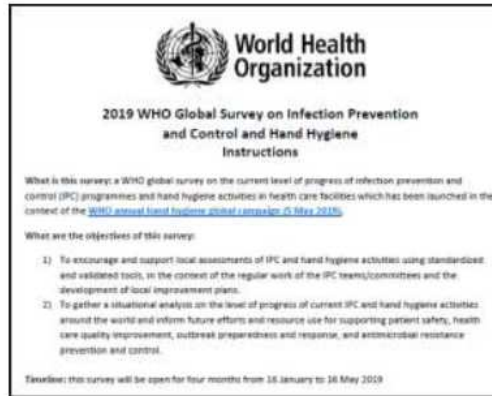 World Health
Organization
2019 WHO Global Survey on Infection Prevention
and Control and Hand Hygiene
Instructions
What is this survey: a WHO global survey on the current level of progress of infection prevention and
control (IPC) programmes and hand hygiene activities in health facilities which has been launched in the
context of the WHO annual hand hygiene global campaign (5 May 2019).
What are the objectives of this survey:
1) To encourage and support local assessments of IPC and hand hygiene activities using standardized
and validated tools, in the context of the regular work of the IPC teams/committees and the
development of local improvement plans.
2) To gather a situational analysis on the level of progress of current IPC and hand hygiene activities
around the world and inform future efforts and resource use for supporting patient safety, health
care quality improvement, outbreak preparedness and response, and antimicrobial resistance
prevention and control.
Timeline: this survey will be open for four months from 16 January to 16 May 2019